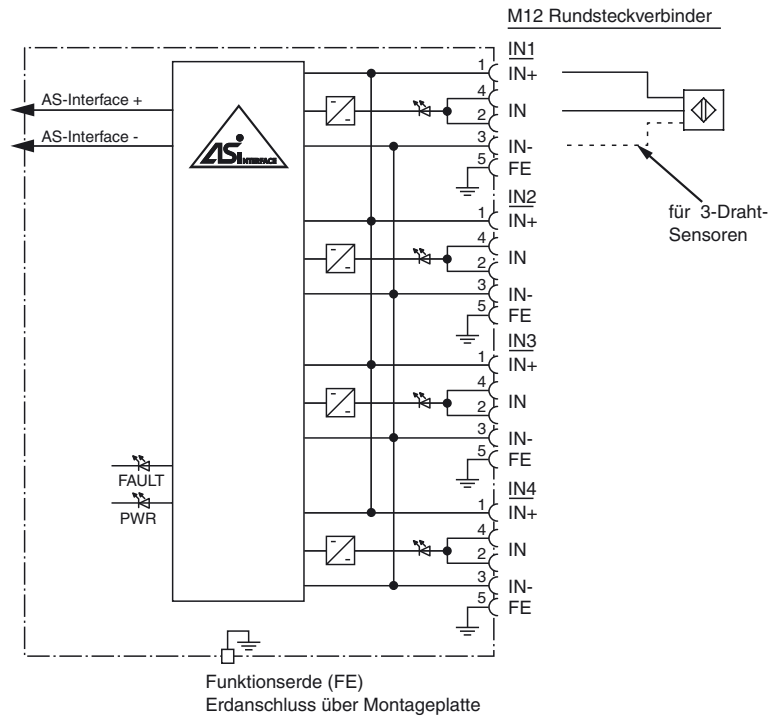 M12 Rundsteckverbinder
IN1
1 IN+
4
IN
2
3 IN-
5 FE
AS-Interface +
AS-Interface -
ASi INTERFACE
für 3-Draht-
Sensoren
IN2
1 IN+
4
IN
2
3 IN-
5 FE
IN3
1 IN+
4
IN
2
3 IN-
5 FE
FAULT
PWR
IN4
1 IN+
4
IN
2
3 IN-
5 FE
Funktionserde (FE)
Erdanschluss über Montageplatte